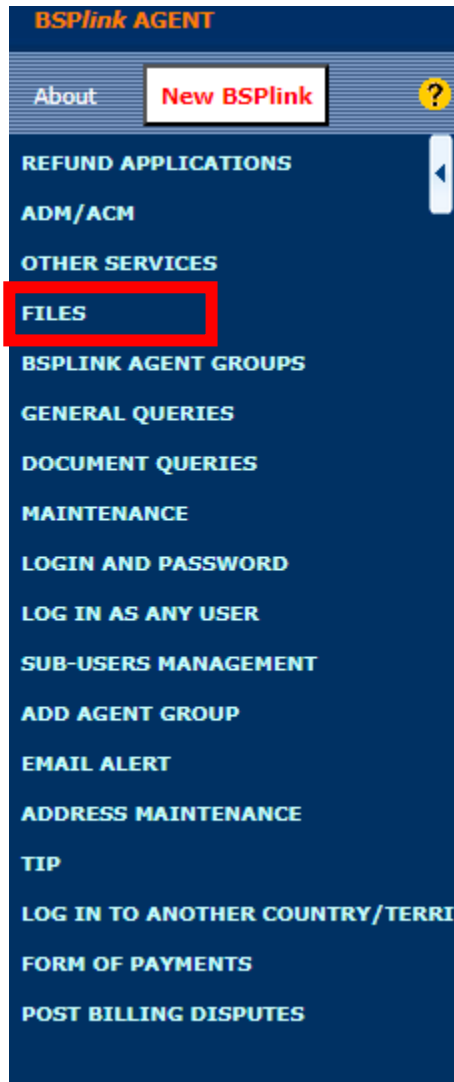 BSPlink AGENT
About New BSPlink ?
REFUND APPLICATIONS
ADM/ACM
OTHER SERVICES
FILES
BSPLINK AGENT GROUPS
GENERAL QUERIES
DOCUMENT QUERIES
MAINTENANCE
LOGIN AND PASSWORD
LOG IN AS ANY USER
SUB-USERS MANAGEMENT
ADD AGENT GROUP
EMAIL ALERT
ADDRESS MAINTENANCE
TIP
LOG IN TO ANOTHER COUNTRY/TERRI
FORM OF PAYMENTS
POST BILLING DISPUTES